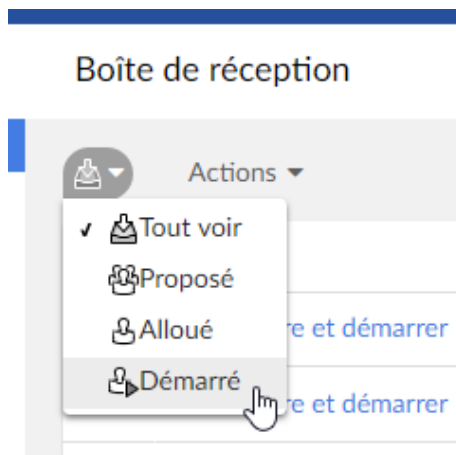 Boîte de réception
Actions
Tout voir
Proposé
Alloué
re et démarrer
Démarré
re et démarrer